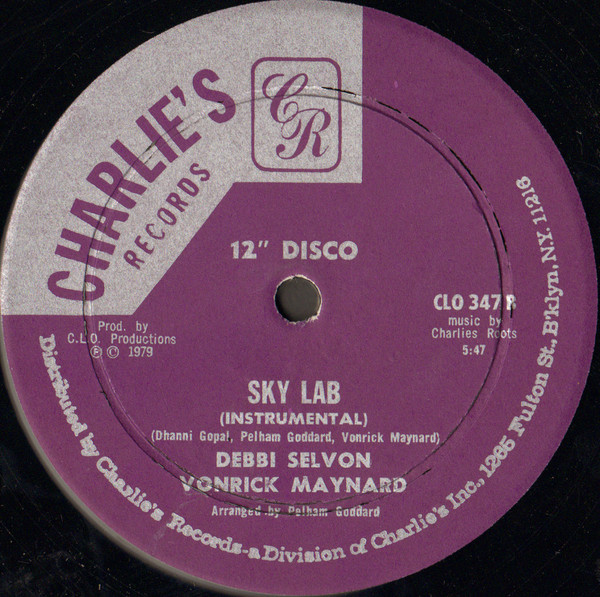 CHARLIE'S
RECORDS
CR
12" DISCO
CLO 347 B
music by
Charlies Roots
5:47
Prod. by
C.L.O. Productions
Ⓟ © 1979
SKY LAB
(INSTRUMENTAL)
(Dhanni Gopal, Pelham Goddard, Vonrick Maynard)
DEBBI SELVON
VONRICK MAYNARD
Arranged by Pelham Goddard
Distributed by Charlie's Records-a Division of Charlie's Inc., 1265 Fulton St., B'klyn, N.Y. 11216